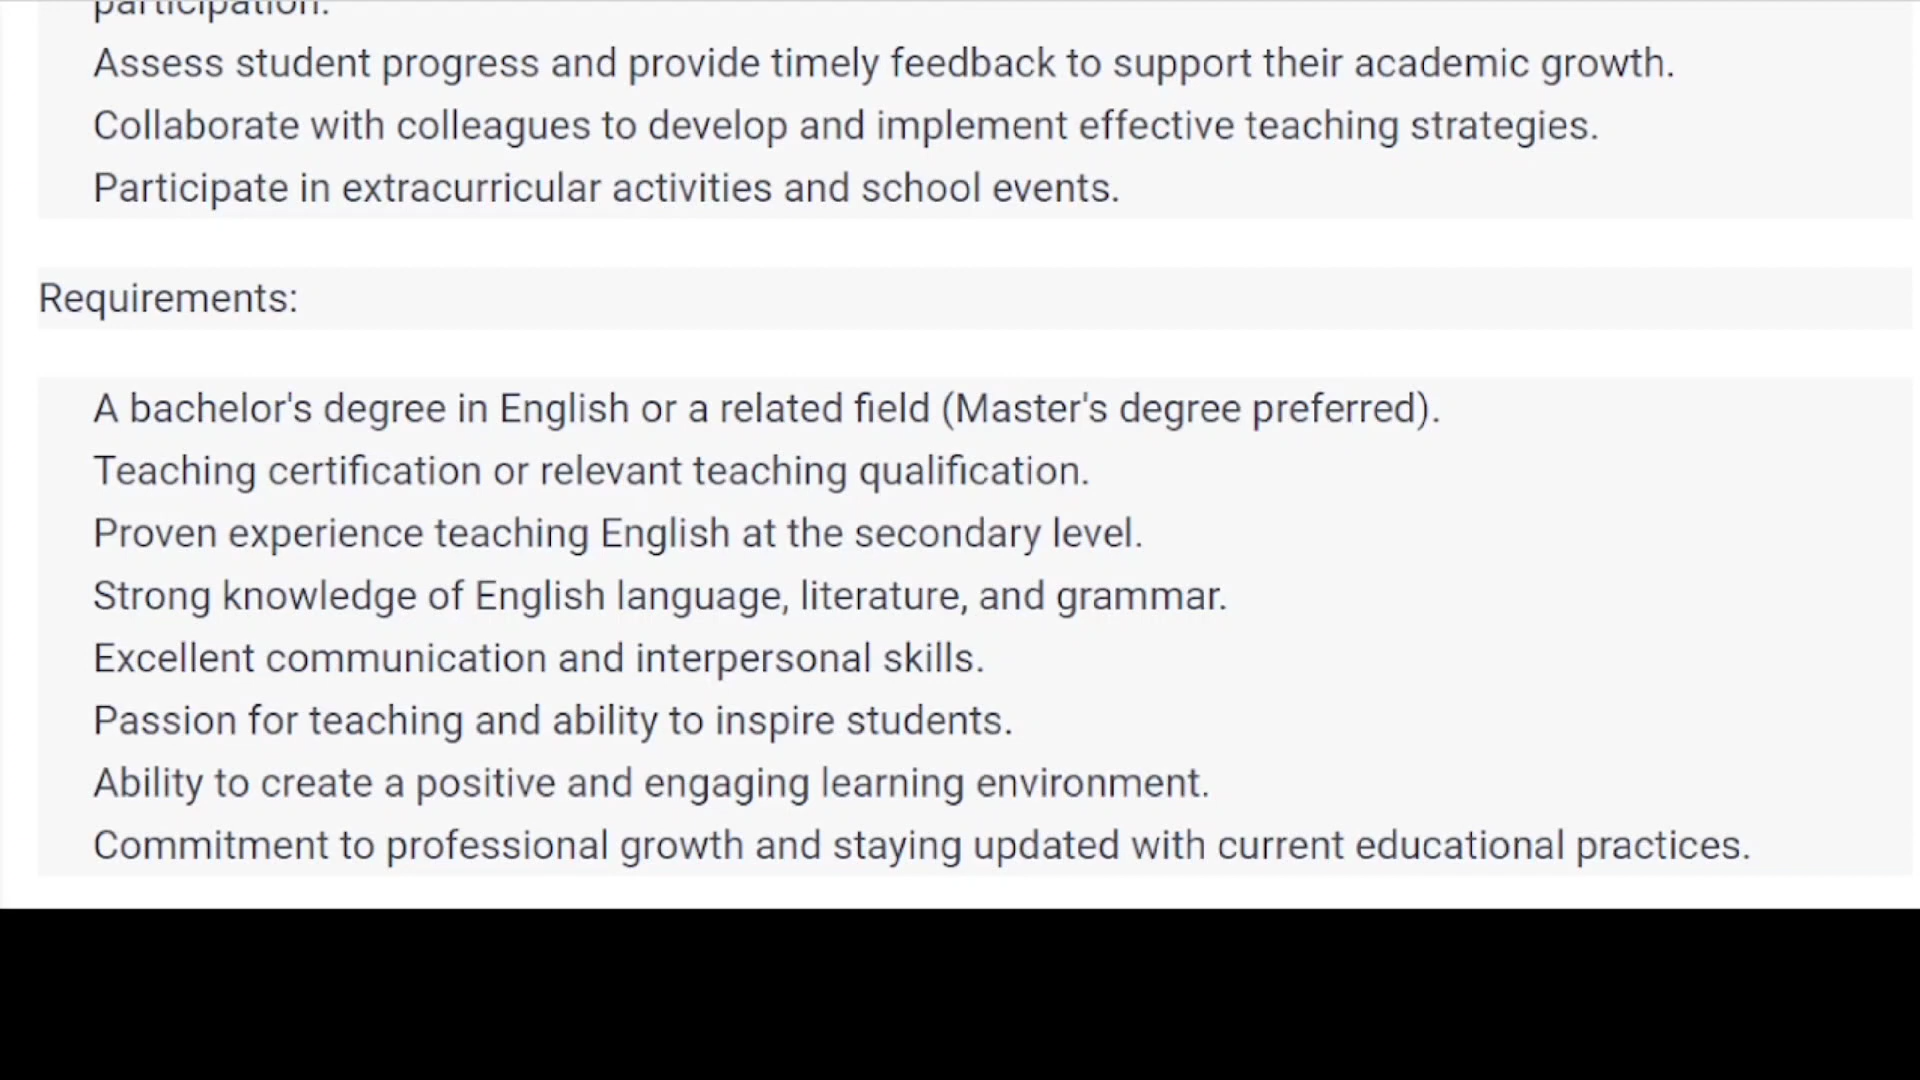 participation.
Assess student progress and provide timely feedback to support their academic growth.
Collaborate with colleagues to develop and implement effective teaching strategies.
Participate in extracurricular activities and school events.
Requirements:
A bachelor's degree in English or a related field (Master's degree preferred).
Teaching certification or relevant teaching qualification.
Proven experience teaching English at the secondary level.
Strong knowledge of English language, literature, and grammar.
Excellent communication and interpersonal skills.
Passion for teaching and ability to inspire students.
Ability to create a positive and engaging learning environment.
Commitment to professional growth and staying updated with current educational practices.